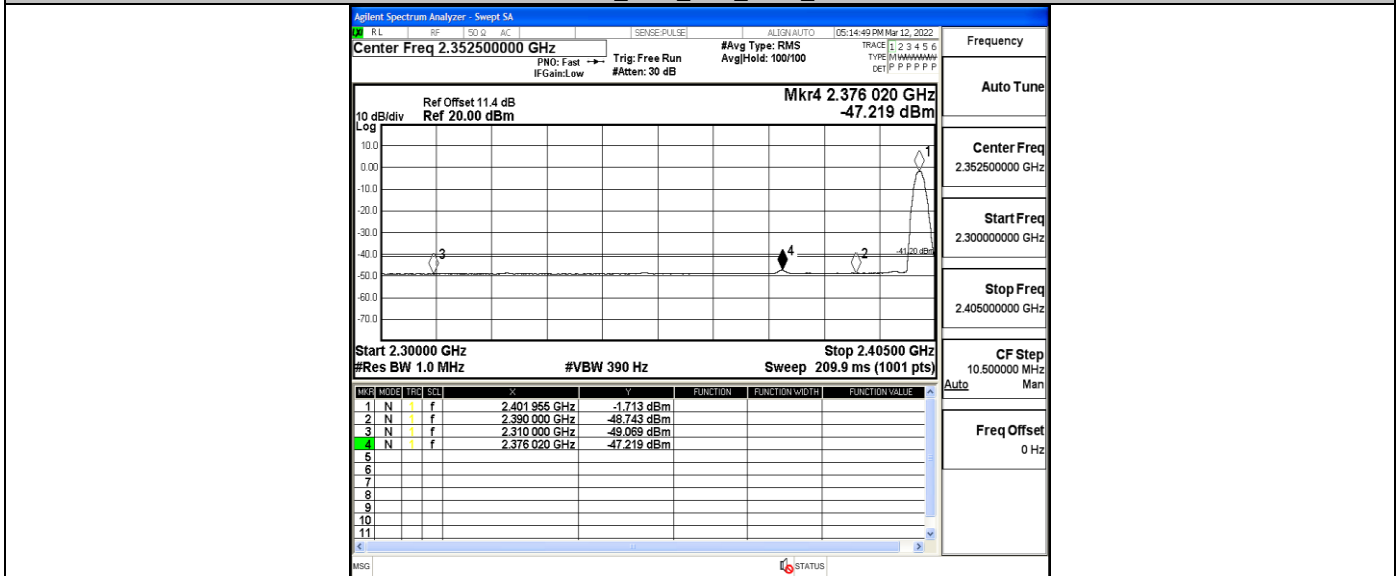 Agilent Spectrum Analyzer - Swept SA
RL RF 50 Ω AC SENSE:PULSE ALIGNAUTO 05:14:49 PM Mar 12, 2022
Center Freq 2.352500000 GHz
PNO: Fast
IFGain:Low
Trig: Free Run
#Atten: 30 dB
#Avg Type: RMS
Avg|Hold: 100/100
TRACE 1 2 3 4 5 6
TYPE M WWWWW
DET P P P P P P
Ref Offset 11.4 dB
10 dB/div Ref 20.00 dBm
Log
Mkr4 2.376 020 GHz
-47.219 dBm
10.0
0.00
-10.0
-20.0
-30.0
-40.0
-50.0
-60.0
-70.0
1
2
3
4
-41.20 dBm
Start 2.30000 GHz Stop 2.40500 GHz
#Res BW 1.0 MHz #VBW 390 Hz Sweep 209.9 ms (1001 pts)
MKR MODE TRC SCL X Y FUNCTION FUNCTION WIDTH FUNCTION VALUE
1 N 1 f 2.401 955 GHz -1.713 dBm
2 N 1 f 2.390 000 GHz -48.743 dBm
3 N 1 f 2.310 000 GHz -49.069 dBm
4 N 1 f 2.376 020 GHz -47.219 dBm
5
6
7
8
9
10
11
MSG STATUS
Frequency
Auto Tune
Center Freq
2.352500000 GHz
Start Freq
2.300000000 GHz
Stop Freq
2.405000000 GHz
CF Step
10.500000 MHz
Auto Man
Freq Offset
0 Hz